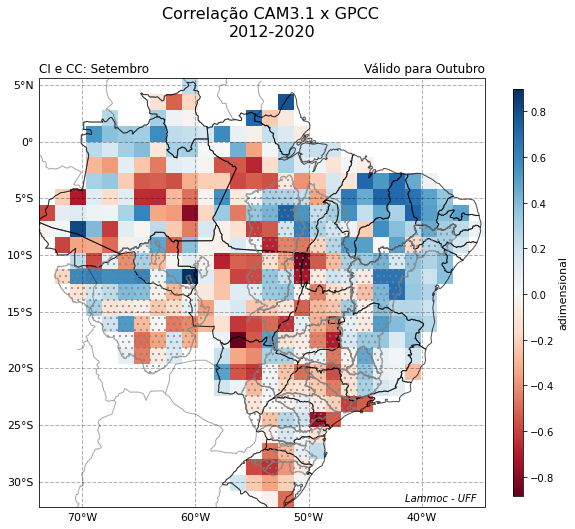 Correlação CAM3.1 x GPCC
2012-2020
CI e CC: Setembro
Válido para Outubro
5°N
0°
5°S
10°S
15°S
20°S
25°S
30°S
70°W
60°W
50°W
40°W
Lammoc - UFF
0.8
0.6
0.4
0.2
0.0
−0.2
−0.4
−0.6
−0.8
adimensional